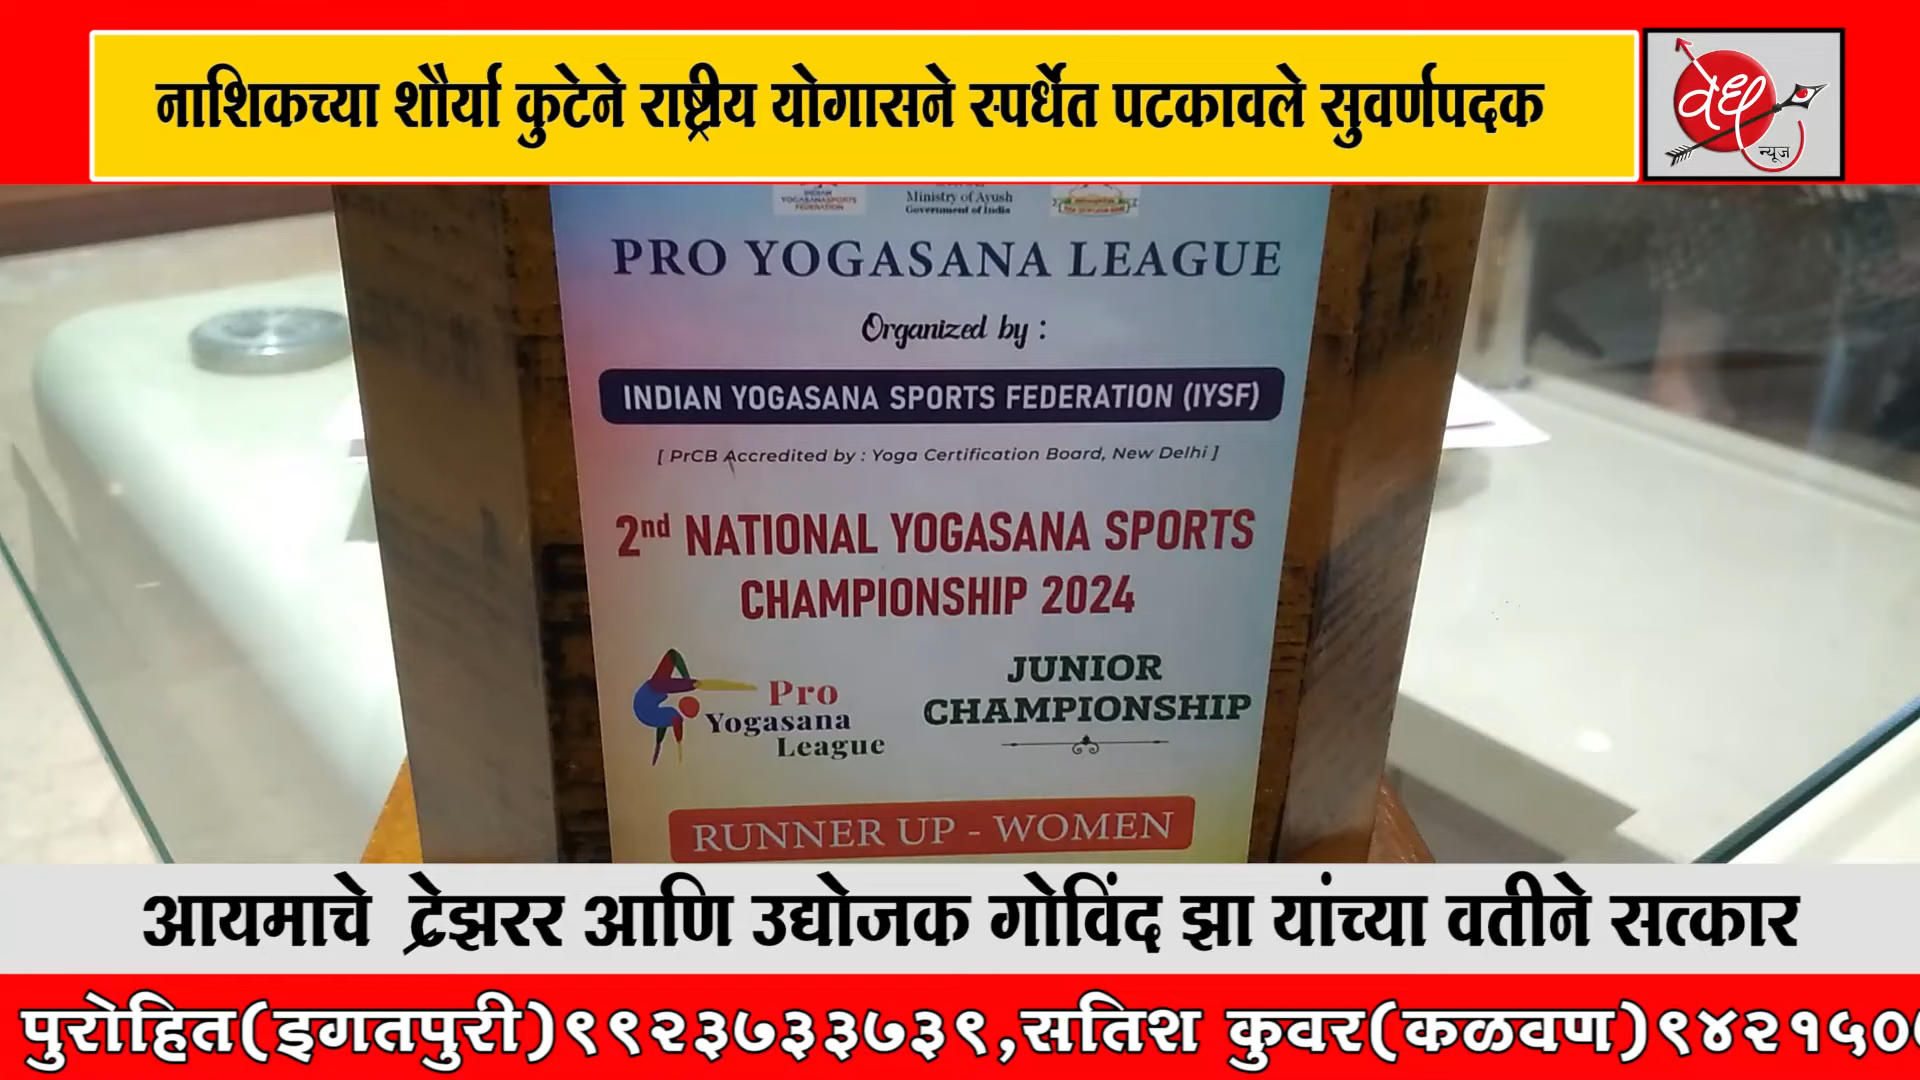 नाशिकच्या शौर्या कुटेने राष्ट्रीय योगासने स्पर्धेत पटकावले सुवर्णपदक
न्यूज
INDIAN
YOGASANASPORTS
FEDERATION
Ministry of Ayush
Government of India
PRO YOGASANA LEAGUE
Organized by :
INDIAN YOGASANA SPORTS FEDERATION (IYSF)
[ PrCB Accredited by : Yoga Certification Board, New Delhi ]
2nd NATIONAL YOGASANA SPORTS
CHAMPIONSHIP 2024
Pro
Yogasana
League
JUNIOR
CHAMPIONSHIP
RUNNER UP - WOMEN
आयमाचे ट्रेझरर आणि उद्योजक गोविंद झा यांच्या वतीने सत्कार
पुरोहित(इगतपुरी)९९२३७३३७३९,सतिश कुवर(कळवण)९४२१५०